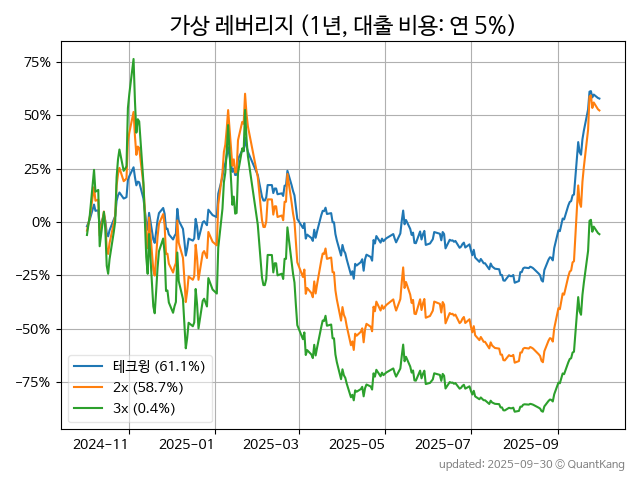 가상 레버리지 (1년, 대출 비용: 연 5%)
75%
50%
25%
0%
−25%
−50%
−75%
테크윙 (61.1%)
2x (58.7%)
3x (0.4%)
2024-11 2025-01 2025-03 2025-05 2025-07 2025-09
updated: 2025-09-30 © QuantKang